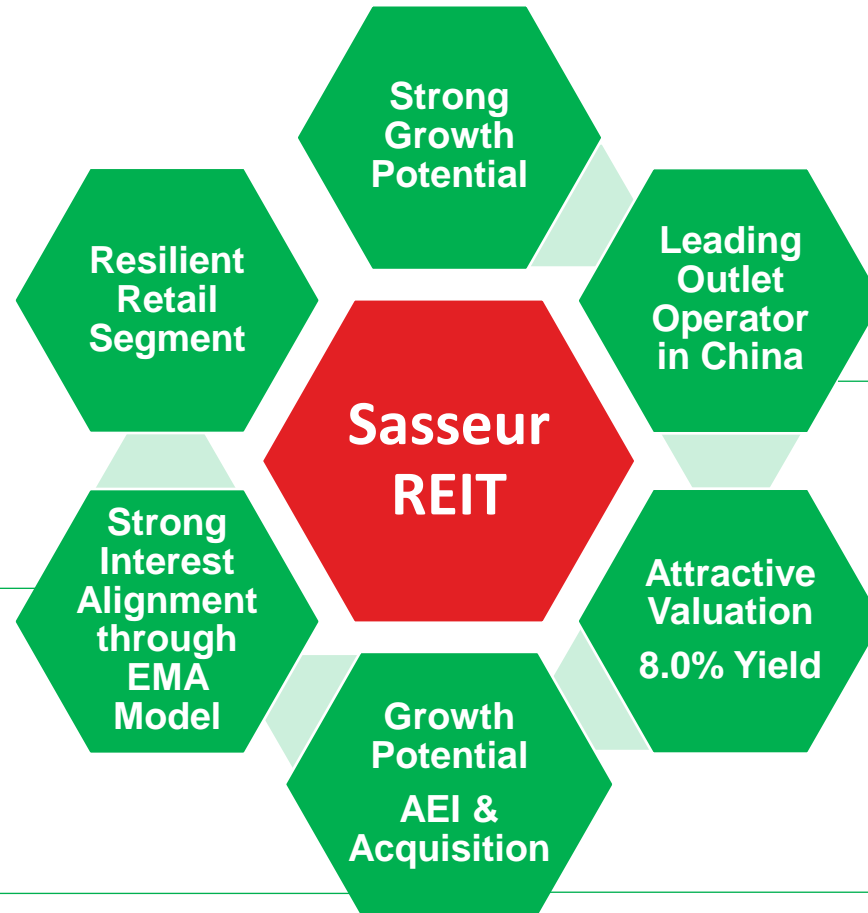 Strong
Growth
Potential
Leading
Outlet
Operator
in China
Resilient
Retail
Segment
Sasseur
REIT
Strong
Interest
Alignment
through
EMA
Model
Attractive
Valuation
8.0% Yield
Growth
Potential
AEI &
Acquisition